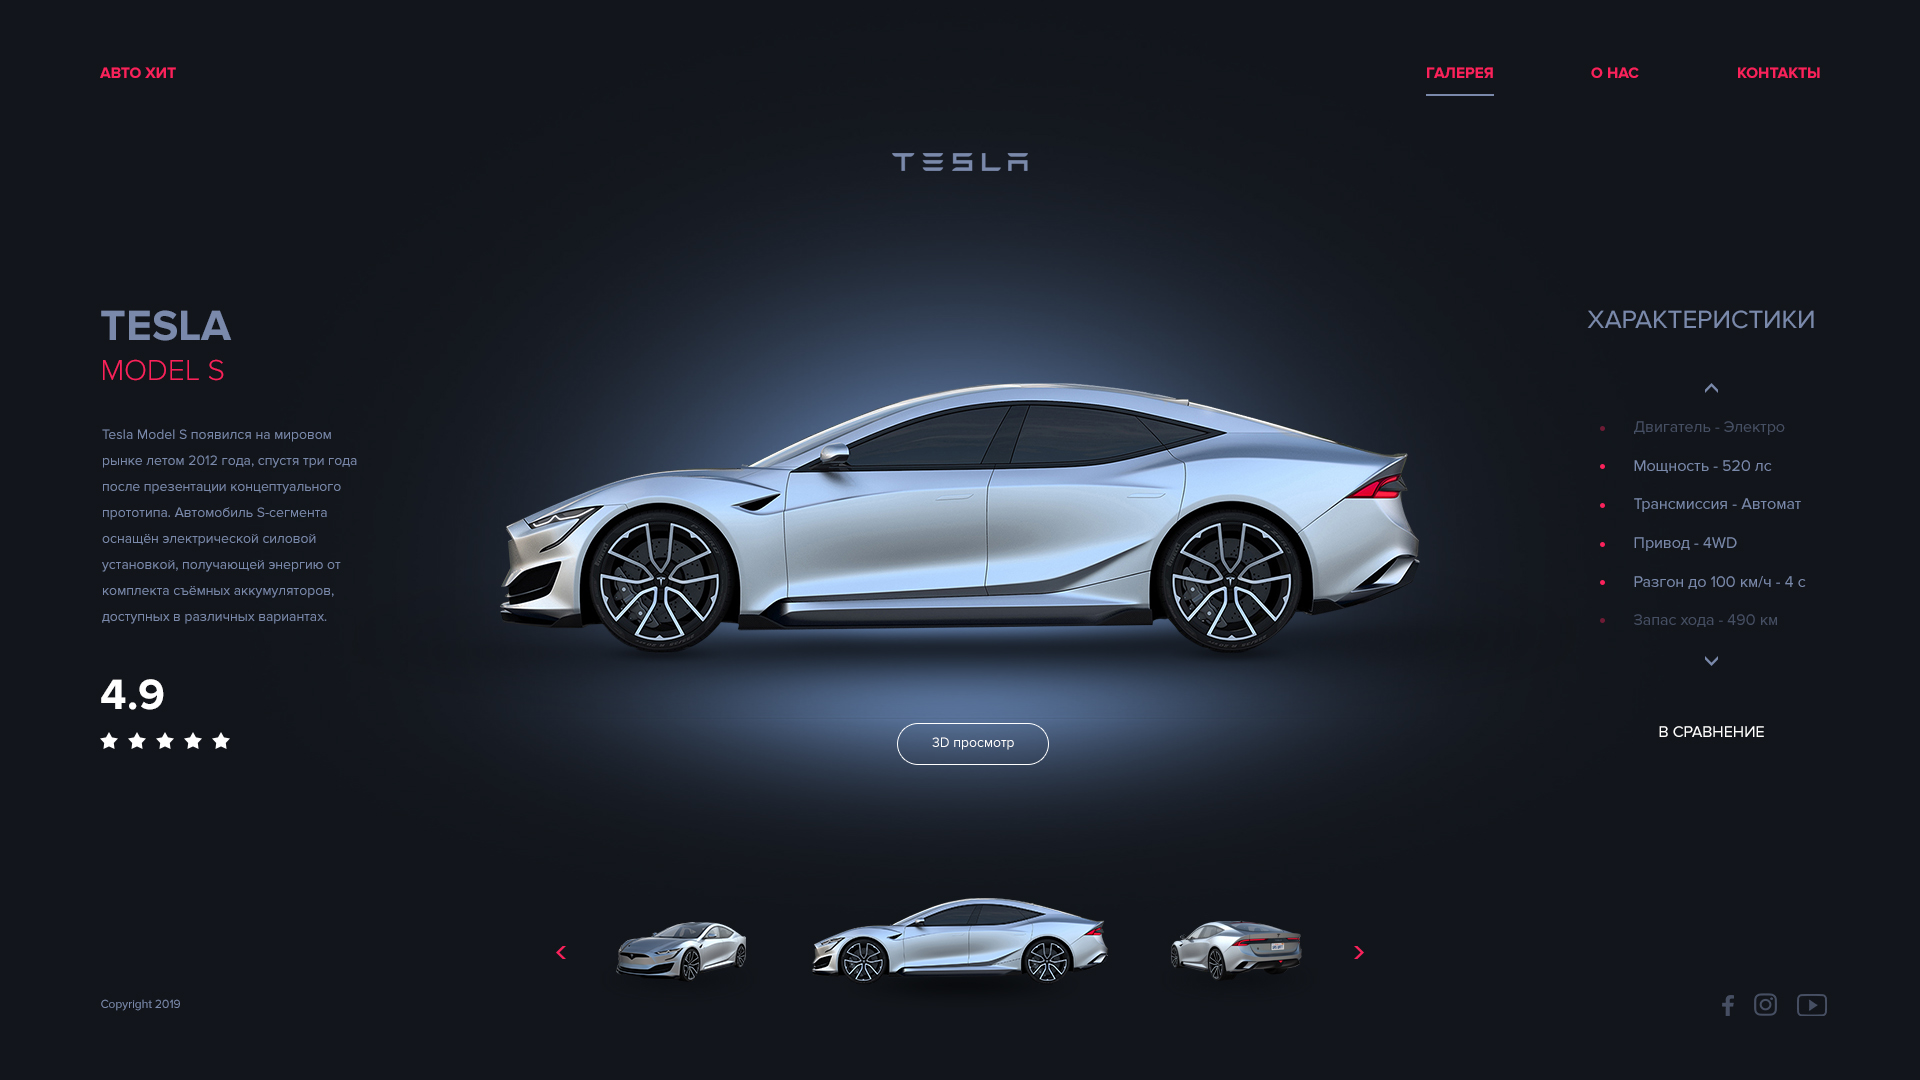 АВТО ХИТ
ГАЛЕРЕЯ
О НАС
КОНТАКТЫ
TESLA
TESLA
MODEL S
Tesla Model S появился на мировом
рынке летом 2012 года, спустя три года
после презентации концептуального
прототипа. Автомобиль S-сегмента
оснащён электрической силовой
установкой, получающей энергию от
комплекта съёмных аккумуляторов,
доступных в различных вариантах.
4.9
ХАРАКТЕРИСТИКИ
Двигатель - Электро
Мощность - 520 лс
Трансмиссия - Автомат
Привод - 4WD
Разгон до 100 км/ч - 4 с
Запас хода - 490 км
В СРАВНЕНИЕ
3D просмотр
Copyright 2019